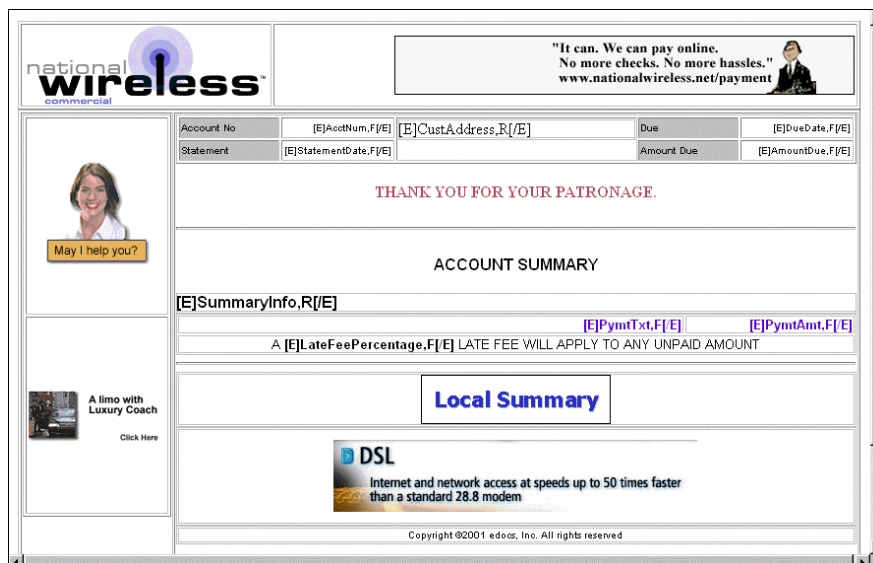 national
wireless
commercial
"It can. We can pay online.
No more checks. No more hassles."
www.nationalwireless.net/payment
Account No [E]AcctNum,F[/E] [E]CustAddress,R[/E] Due [E]DueDate,F[/E]
Statement [E]StatementDate,F[/E] Amount Due [E]AmountDue,F[/E]
THANK YOU FOR YOUR PATRONAGE.
May I help you?
ACCOUNT SUMMARY
[E]SummaryInfo,R[/E]
[E]PymtTxt,F[/E] [E]PymtAmt,F[/E]
A [E]LateFeePercentage,F[/E] LATE FEE WILL APPLY TO ANY UNPAID AMOUNT
A limo with
Luxury Coach
Click Here
Local Summary
DSL
Internet and network access at speeds up to 50 times faster
than a standard 28.8 modem
Copyright ©2001 edocs, Inc. All rights reserved